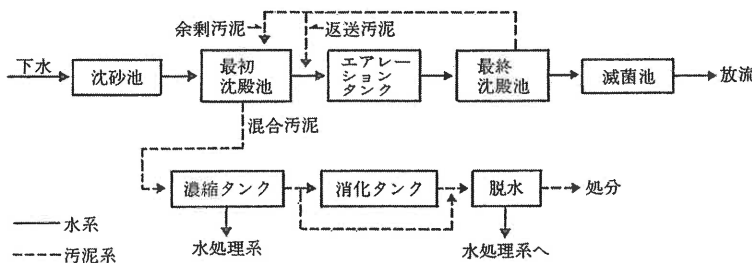 余剰汚泥
返送汚泥
下水
沈砂池
最初
沈殿池
エアレー
ション
タンク
最終
沈殿池
滅菌池
放流
混合汚泥
濃縮タンク
消化タンク
脱水
処分
水系
汚泥系
水処理系
水処理系へ